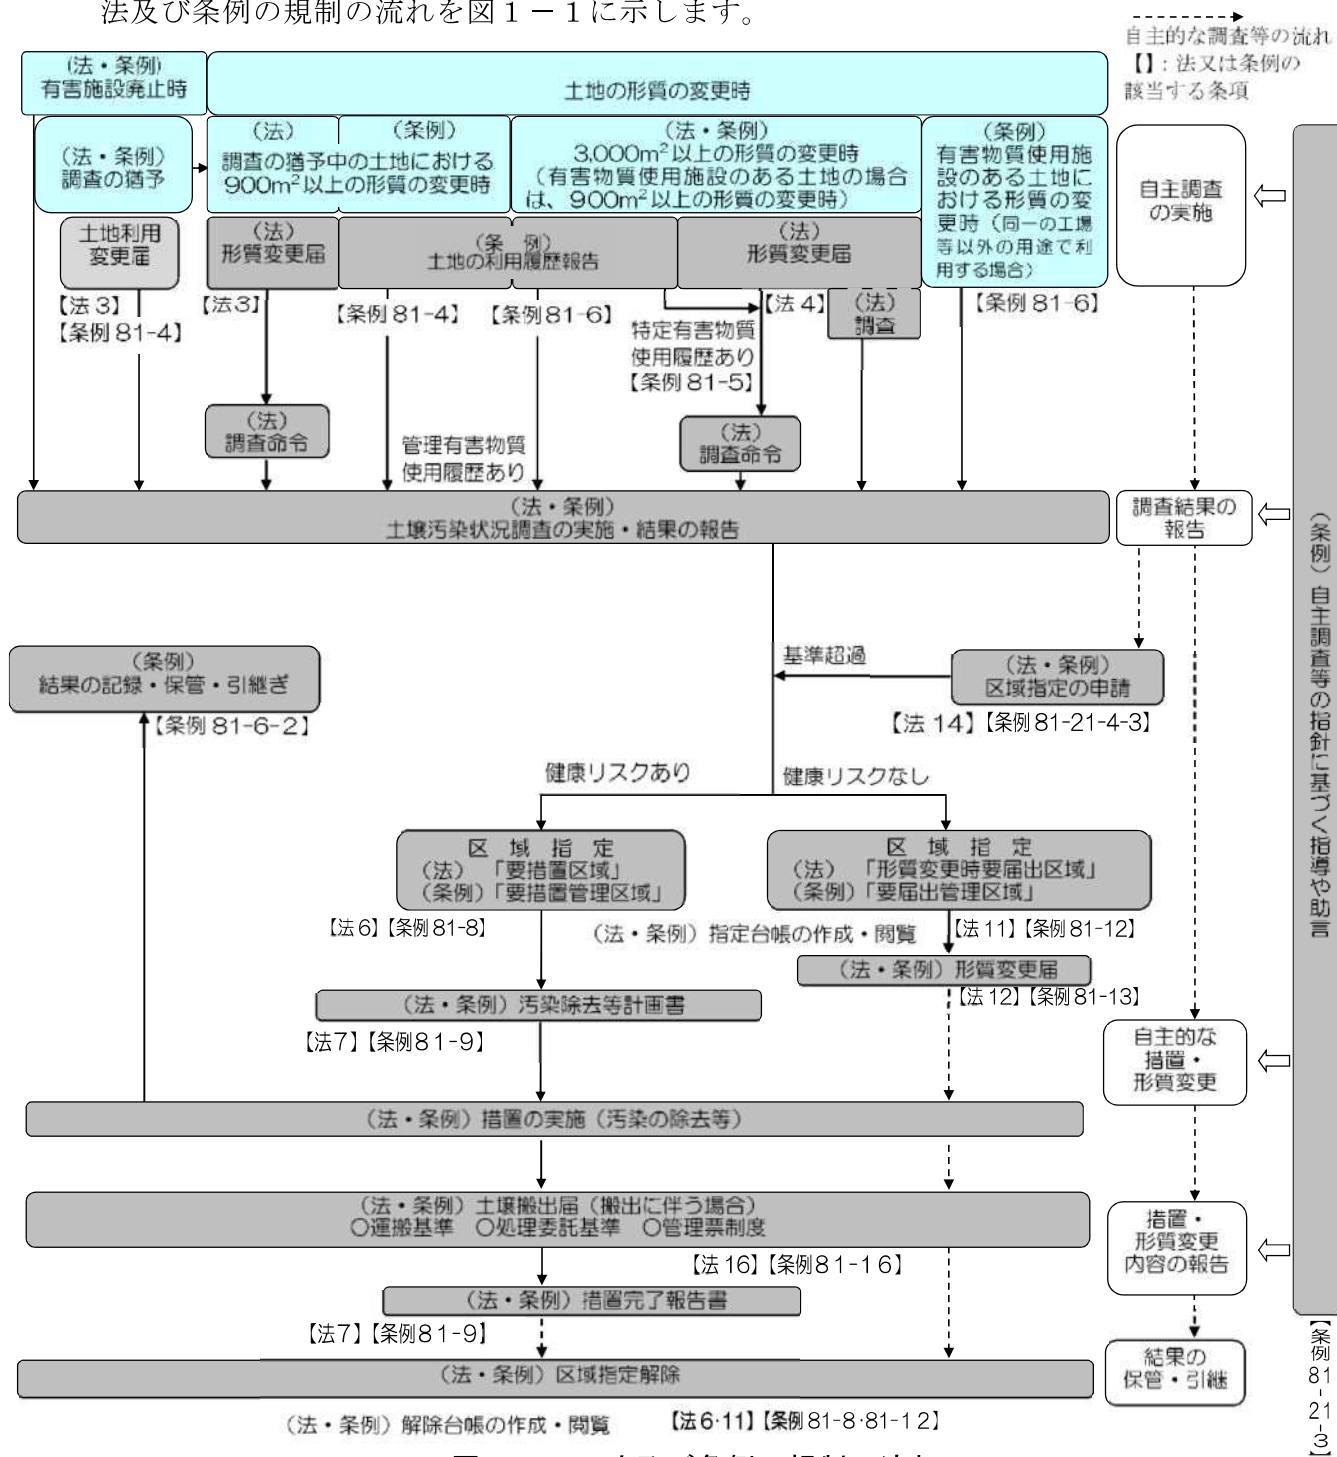 法及び条例の規制の流れを図１－１に示します。
自主的な調査等の流れ
【】：法又は条例の
該当する条項
（法・条例）
有害施設廃止時
土地の形質の変更時
（法・条例）
調査の猶予
（法）
（条例）
調査の猶予中の土地における
900m²以上の形質の変更時
（法・条例）
3,000m²以上の形質の変更時
（有害物質使用施設のある土地の場合
は、900m²以上の形質の変更時）
（条例）
有害物質使用施
設のある土地に
おける形質の変
更時（同一の工場
等以外の用途で利
用する場合）
自主調査
の実施
土地利用
変更届
（法）
形質変更届
（条　例）
土地の利用履歴報告
（法）
形質変更届
【法 3】
【条例 81-4】
【法3】
【条例 81-4】
【条例 81-6】
【法 4】
（法）
調査
【条例 81-6】
特定有害物質
使用履歴あり
【条例 81-5】
（法）
調査命令
管理有害物質
使用履歴あり
（法）
調査命令
（法・条例）
土壌汚染状況調査の実施・結果の報告
調査結果の
報告
（条例）
結果の記録・保管・引継ぎ
【条例 81-6-2】
基準超過
（法・条例）
区域指定の申請
【法 14】【条例 81-21-4-3】
健康リスクあり
健康リスクなし
区　域　指　定
（法）　「要措置区域」
（条例）「要措置管理区域」
区　域　指　定
（法）　「形質変更時要届出区域」
（条例）「要届出管理区域」
【法 6】【条例 81-8】
（法・条例）指定台帳の作成・閲覧
【法 11】【条例 81-12】
（法・条例）形質変更届
【法 12】【条例 81-13】
（法・条例）汚染除去等計画書
【法7】【条例81-9】
自主的な
措置・
形質変更
（法・条例）措置の実施（汚染の除去等）
（法・条例）土壌搬出届（搬出に伴う場合）
〇運搬基準　〇処理委託基準　〇管理票制度
【法 16】【条例81-16】
措置・
形質変更
内容の報告
（法・条例）措置完了報告書
【法7】【条例81-9】
（法・条例）区域指定解除
結果の
保管・引継
（法・条例）解除台帳の作成・閲覧
【法6·11】【条例 81-8·81-12】
（条例）自主調査等の指針に基づく指導や助言
【条例81-21-3】